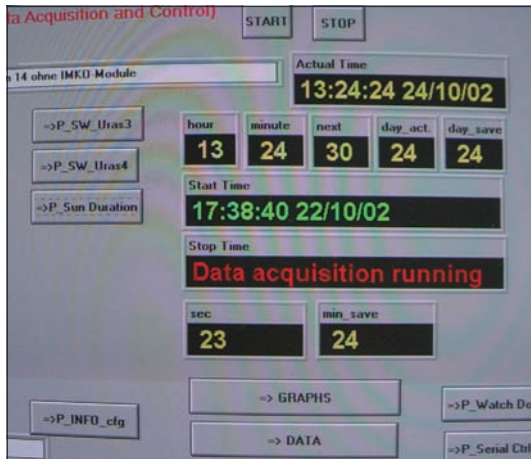 ta Acquisition and Control)
START
STOP
n 14 ohne IMKO-Module
Actual Time
13:24:24 24/10/02
=>P_SW_Uras3
hour
minute
next
day_act.
day_save
13
24
30
24
24
=>P_SW_Uras4
Start Time
=>P_Sun Duration
17:38:40 22/10/02
Stop Time
Data acquisition running
sec
min_save
23
24
=> GRAPHS
=>P_Watch Do
=>P_INFO_cfg
=> DATA
=>P_Serial Ctrl